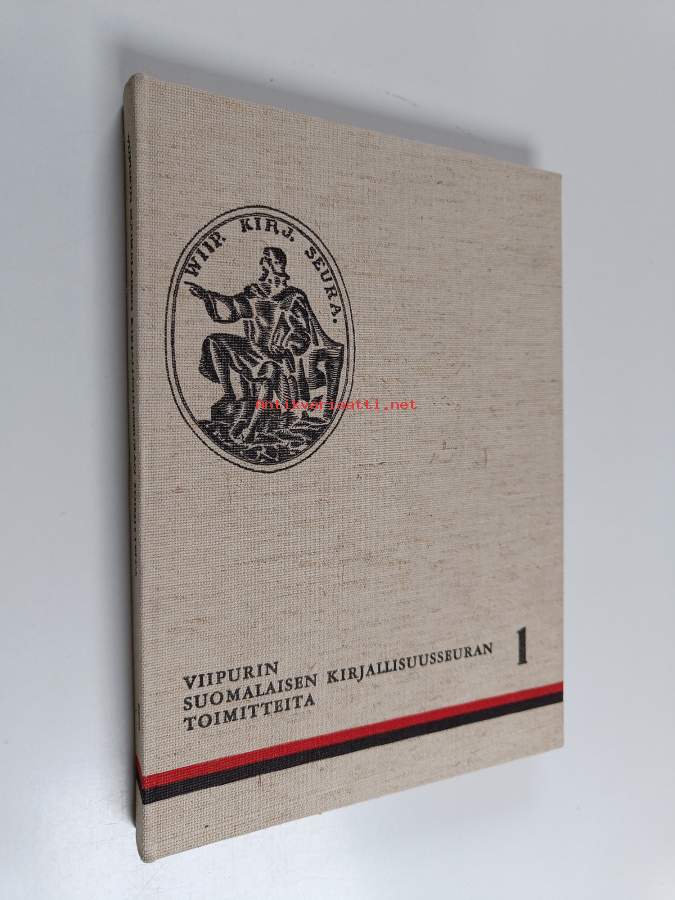 WIIP. KIRJ. SEURA.
Antikvariaatti.net
VIIPURIN
SUOMALAISEN KIRJALLISUUSSEURAN 1
TOIMITTEITA